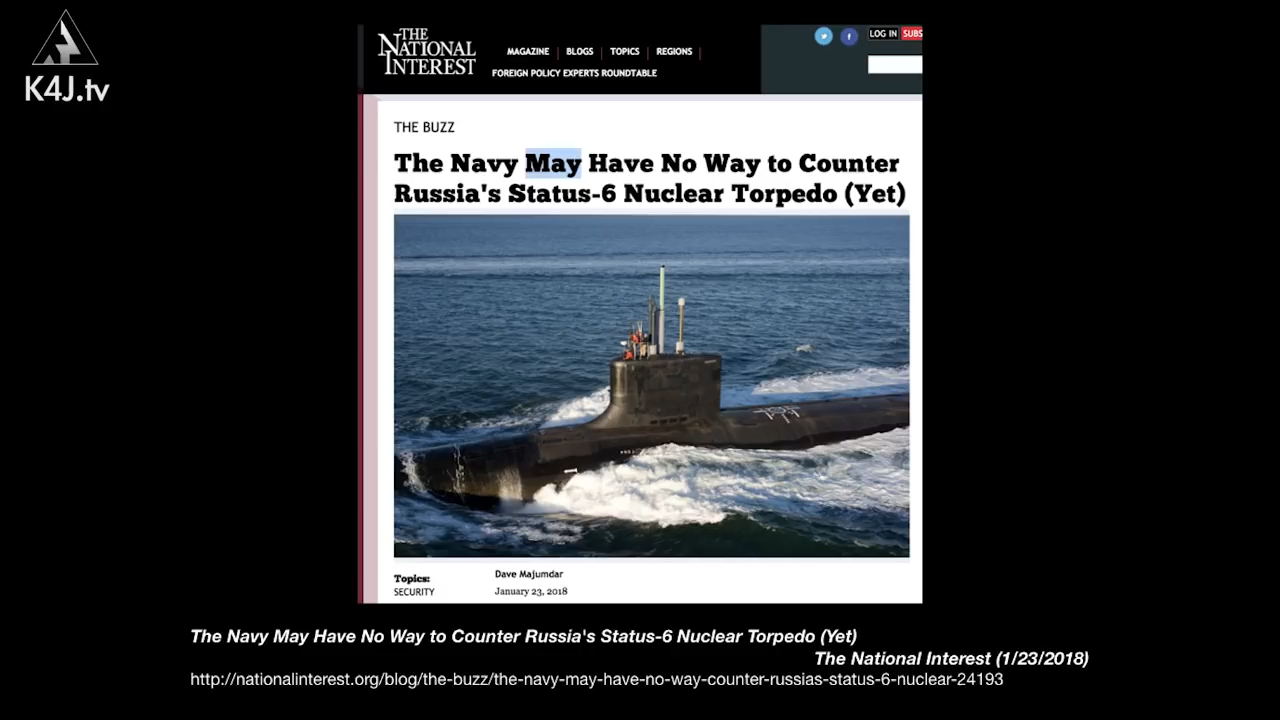 K4J.tv
THE
NATIONAL
INTEREST
MAGAZINE
BLOGS
TOPICS
REGIONS
FOREIGN POLICY EXPERTS ROUNDTABLE
LOG IN
SUBS
THE BUZZ
The Navy May Have No Way to Counter
Russia's Status-6 Nuclear Torpedo (Yet)
Topics:
SECURITY
Dave Majumdar
January 23, 2018
The Navy May Have No Way to Counter Russia's Status-6 Nuclear Torpedo (Yet)
The National Interest (1/23/2018)
http://nationalinterest.org/blog/the-buzz/the-navy-may-have-no-way-counter-russias-status-6-nuclear-24193